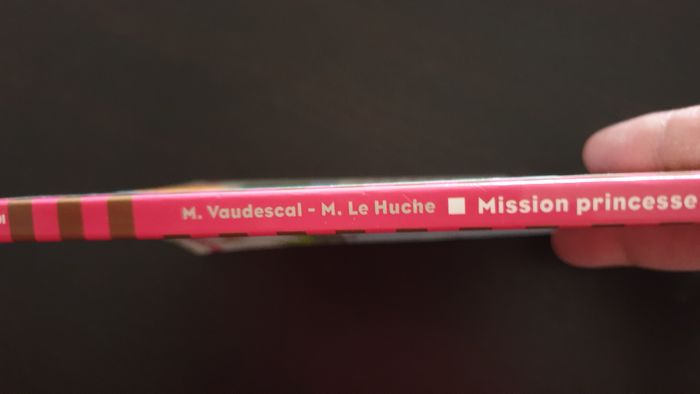 M. Vaudescal - M. Le Huche ■ Mission princesse